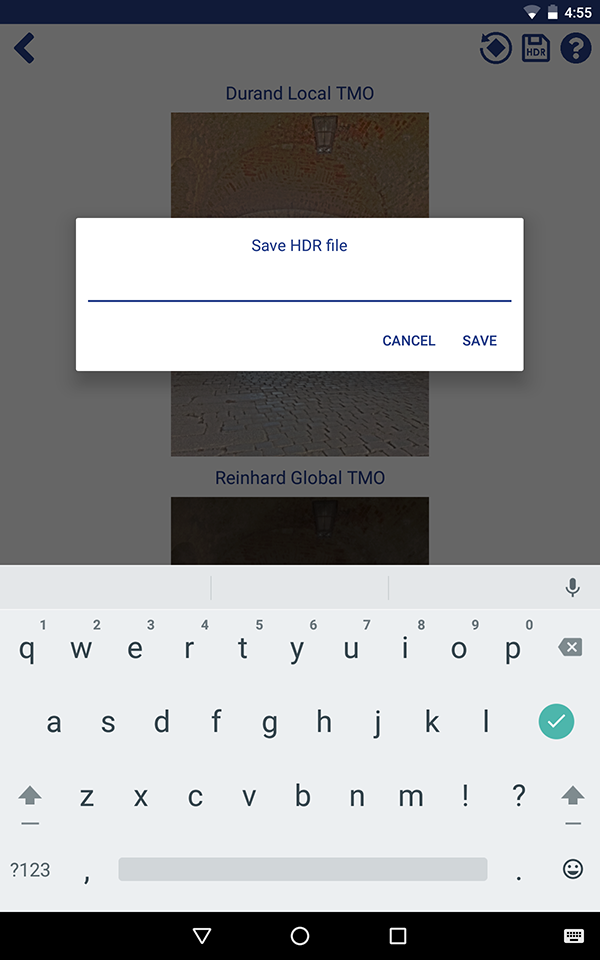 4:55
HDR
?
Durand Local TMO
Save HDR file
CANCEL SAVE
Reinhard Global TMO
1 2 3 4 5 6 7 8 9 0
q w e r t y u i o p
a s d f g h j k l
z x c v b n m ! ?
?123 , .